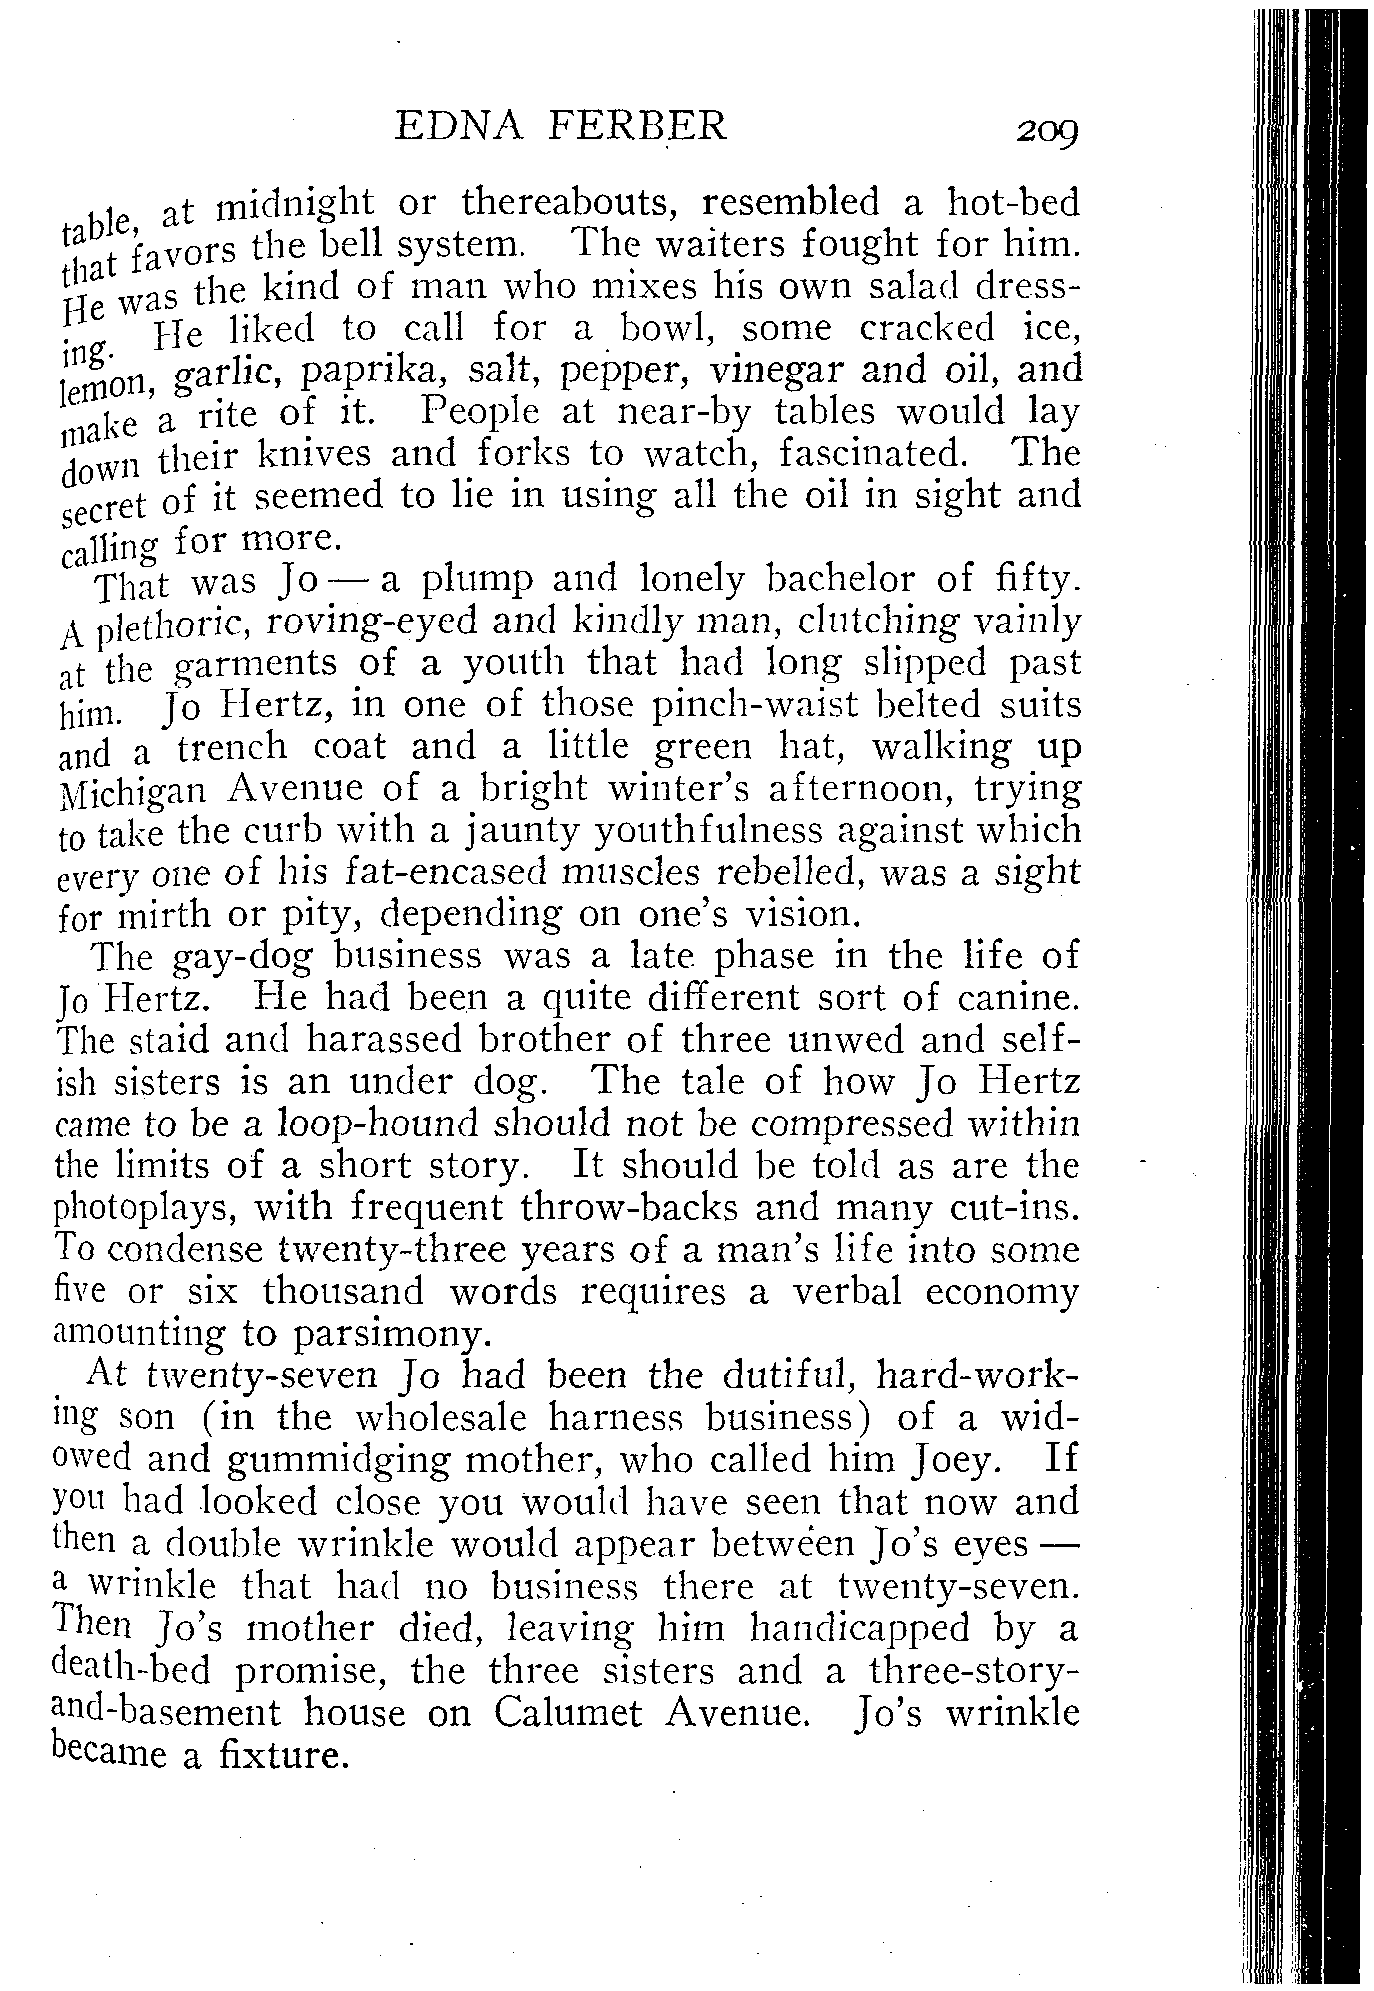 EDNA FERBER 209
table, at midnight or thereabouts, resembled a hot-bed
that favors the bell system. The waiters fought for him.
He was the kind of man who mixes his own salad dress-
ing. He liked to call for a bowl, some cracked ice,
lemon, garlic, paprika, salt, pepper, vinegar and oil, and
make a rite of it. People at near-by tables would lay
down their knives and forks to watch, fascinated. The
secret of it seemed to lie in using all the oil in sight and
calling for more.
That was Jo — a plump and lonely bachelor of fifty.
A plethoric, roving-eyed and kindly man, clutching vainly
at the garments of a youth that had long slipped past
him. Jo Hertz, in one of those pinch-waist belted suits
and a trench coat and a little green hat, walking up
Michigan Avenue of a bright winter's afternoon, trying
to take the curb with a jaunty youthfulness against which
every one of his fat-encased muscles rebelled, was a sight
for mirth or pity, depending on one's vision.
The gay-dog business was a late phase in the life of
Jo Hertz. He had been a quite different sort of canine.
The staid and harassed brother of three unwed and self-
ish sisters is an under dog. The tale of how Jo Hertz
came to be a loop-hound should not be compressed within
the limits of a short story. It should be told as are the
photoplays, with frequent throw-backs and many cut-ins.
To condense twenty-three years of a man's life into some
five or six thousand words requires a verbal economy
amounting to parsimony.
At twenty-seven Jo had been the dutiful, hard-work-
ing son (in the wholesale harness business) of a wid-
owed and gummidging mother, who called him Joey. If
you had looked close you would have seen that now and
then a double wrinkle would appear between Jo's eyes —
a wrinkle that had no business there at twenty-seven.
Then Jo's mother died, leaving him handicapped by a
death-bed promise, the three sisters and a three-story-
and-basement house on Calumet Avenue. Jo's wrinkle
became a fixture.